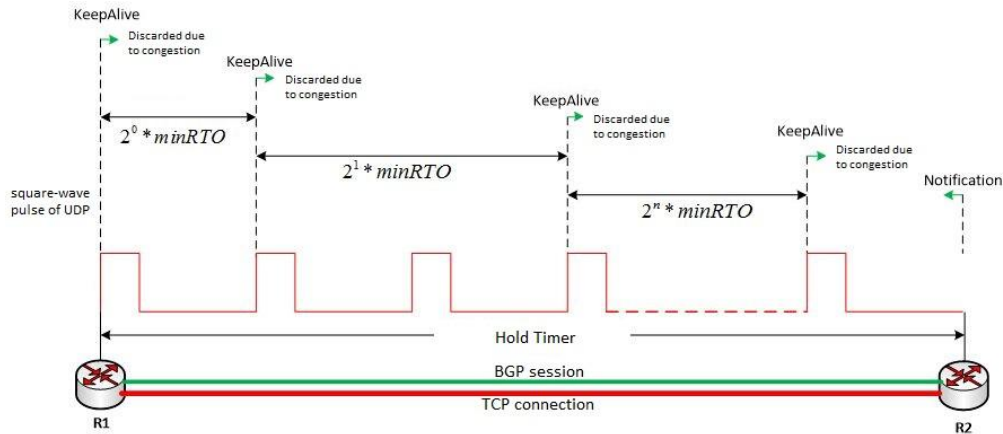 KeepAlive
Discarded due
to congestion
KeepAlive
Discarded due
to congestion
KeepAlive
Discarded due
to congestion
KeepAlive
Discarded due
to congestion
2^0 * minRTO
2^1 * minRTO
2^n * minRTO
Notification
square-wave
pulse of UDP
Hold Timer
BGP session
TCP connection
R1
R2